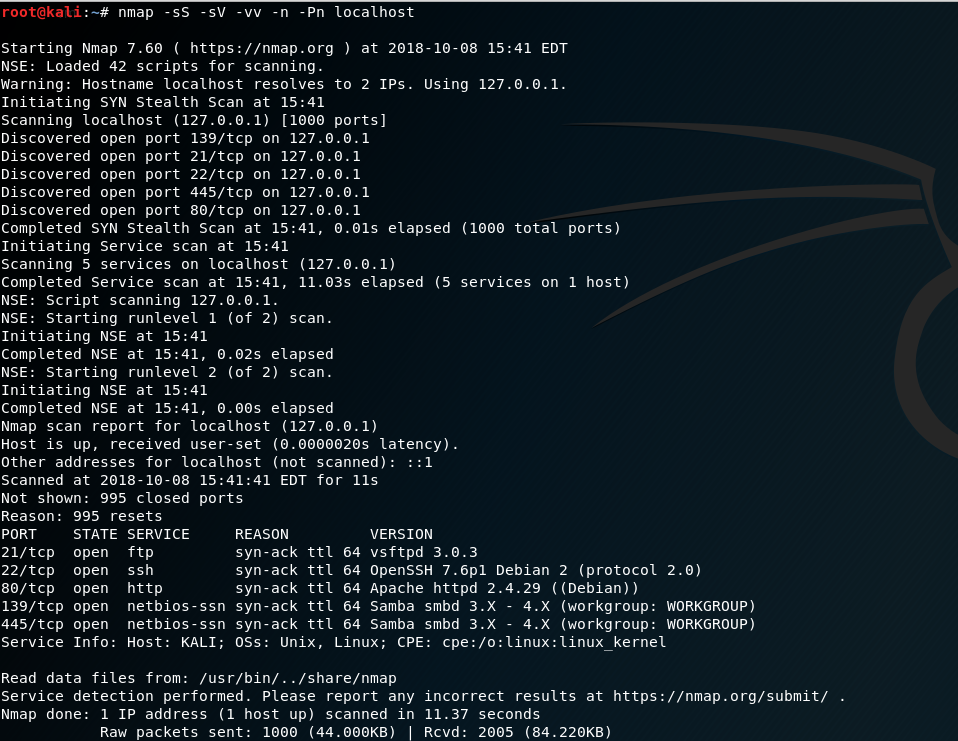 root@kali:~# nmap -sS -sV -vv -n -Pn localhost

Starting Nmap 7.60 ( https://nmap.org ) at 2018-10-08 15:41 EDT
NSE: Loaded 42 scripts for scanning.
Warning: Hostname localhost resolves to 2 IPs. Using 127.0.0.1.
Initiating SYN Stealth Scan at 15:41
Scanning localhost (127.0.0.1) [1000 ports]
Discovered open port 139/tcp on 127.0.0.1
Discovered open port 21/tcp on 127.0.0.1
Discovered open port 22/tcp on 127.0.0.1
Discovered open port 445/tcp on 127.0.0.1
Discovered open port 80/tcp on 127.0.0.1
Completed SYN Stealth Scan at 15:41, 0.01s elapsed (1000 total ports)
Initiating Service scan at 15:41
Scanning 5 services on localhost (127.0.0.1)
Completed Service scan at 15:41, 11.03s elapsed (5 services on 1 host)
NSE: Script scanning 127.0.0.1.
NSE: Starting runlevel 1 (of 2) scan.
Initiating NSE at 15:41
Completed NSE at 15:41, 0.02s elapsed
NSE: Starting runlevel 2 (of 2) scan.
Initiating NSE at 15:41
Completed NSE at 15:41, 0.00s elapsed
Nmap scan report for localhost (127.0.0.1)
Host is up, received user-set (0.0000020s latency).
Other addresses for localhost (not scanned): ::1
Scanned at 2018-10-08 15:41:41 EDT for 11s
Not shown: 995 closed ports
Reason: 995 resets
PORT    STATE SERVICE     REASON         VERSION
21/tcp  open  ftp         syn-ack ttl 64 vsftpd 3.0.3
22/tcp  open  ssh         syn-ack ttl 64 OpenSSH 7.6p1 Debian 2 (protocol 2.0)
80/tcp  open  http        syn-ack ttl 64 Apache httpd 2.4.29 ((Debian))
139/tcp open  netbios-ssn syn-ack ttl 64 Samba smbd 3.X - 4.X (workgroup: WORKGROUP)
445/tcp open  netbios-ssn syn-ack ttl 64 Samba smbd 3.X - 4.X (workgroup: WORKGROUP)
Service Info: Host: KALI; OSs: Unix, Linux; CPE: cpe:/o:linux:linux_kernel

Read data files from: /usr/bin/../share/nmap
Service detection performed. Please report any incorrect results at https://nmap.org/submit/ .
Nmap done: 1 IP address (1 host up) scanned in 11.37 seconds
           Raw packets sent: 1000 (44.000KB) | Rcvd: 2005 (84.220KB)